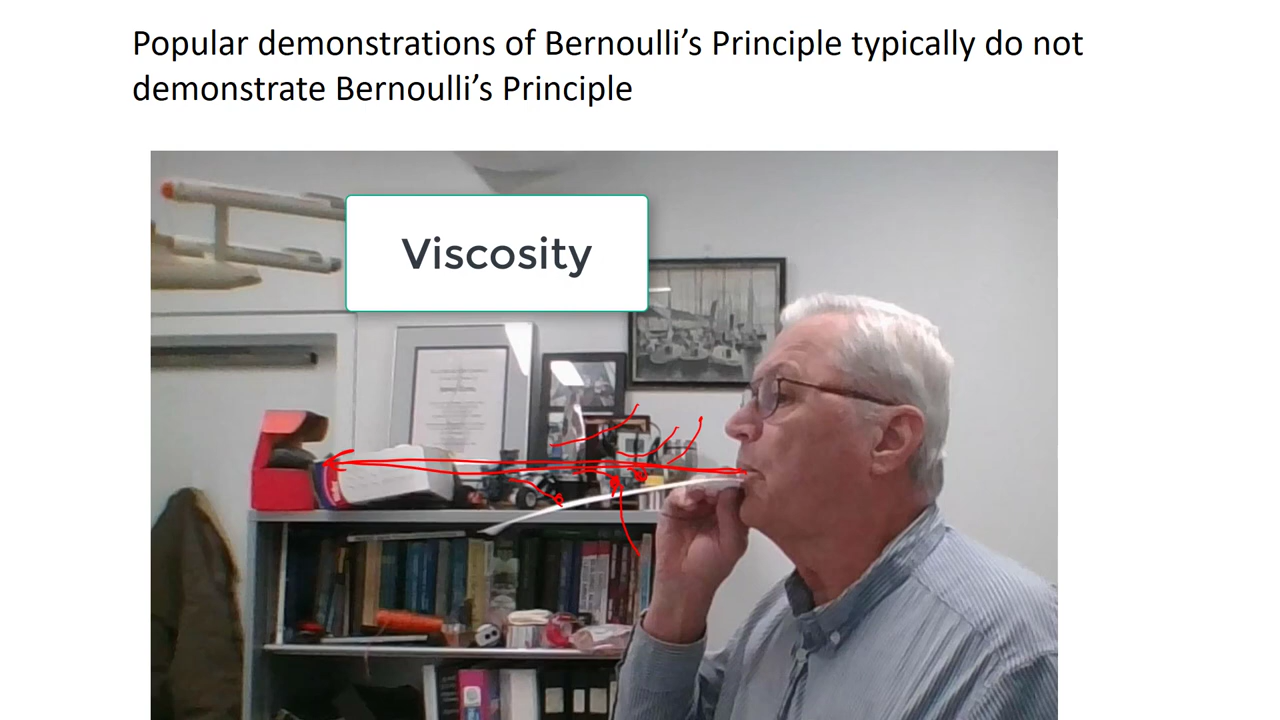 Popular demonstrations of Bernoulli’s Principle typically do not
demonstrate Bernoulli’s Principle
Viscosity